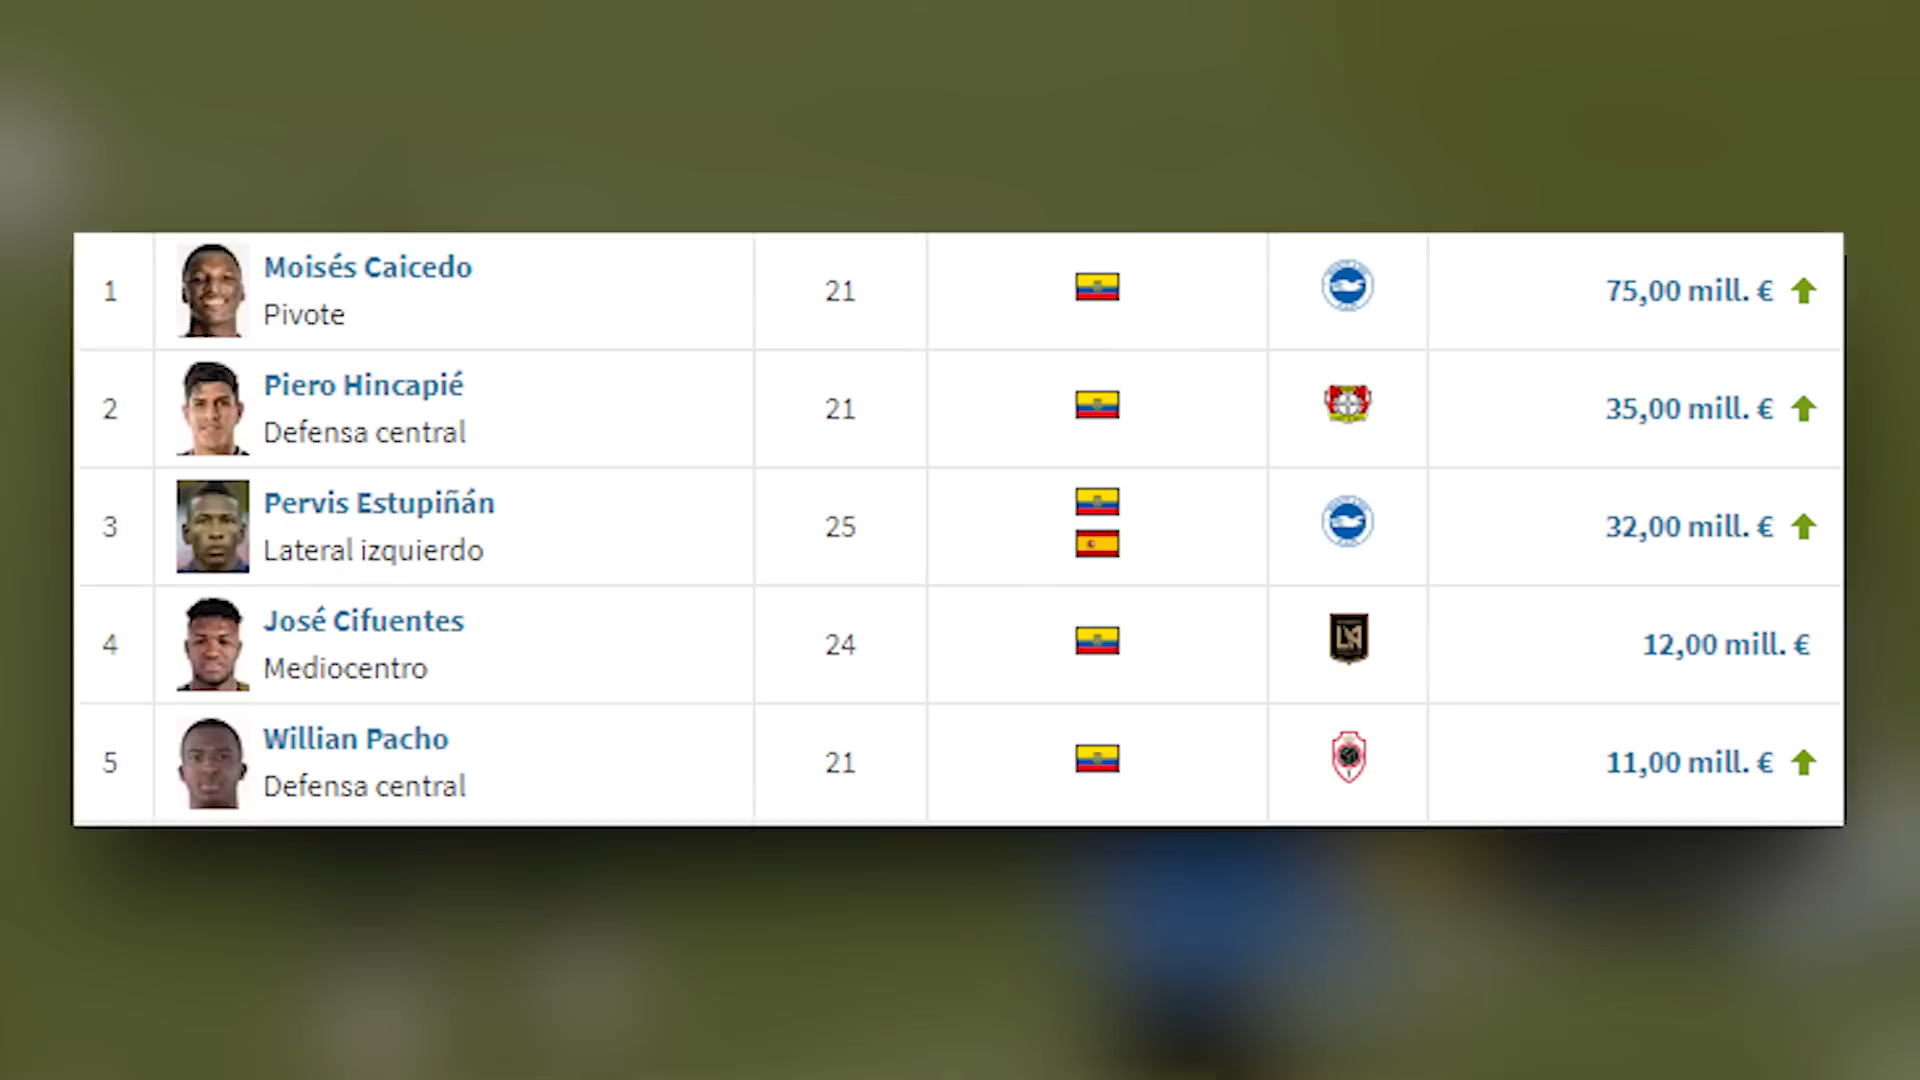 1
Moisés Caicedo
Pivote
21
75,00 mill. €
2
Piero Hincapié
Defensa central
21
35,00 mill. €
3
Pervis Estupiñán
Lateral izquierdo
25
32,00 mill. €
4
José Cifuentes
Mediocentro
24
12,00 mill. €
5
Willian Pacho
Defensa central
21
11,00 mill. €